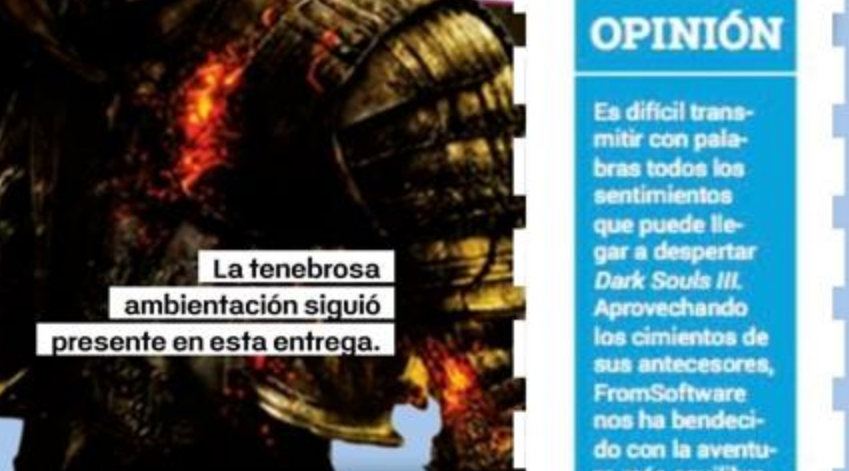 La tenebrosa
ambientación siguió
presente en esta entrega.
OPINIÓN
Es difícil trans-
mitir con pala-
bras todos los
sentimientos
que puede lle-
gar a despertar
Dark Souls III.
Aprovechando
los cimientos de
sus antecesores,
FromSoftware
nos ha bendeci-
do con la aventu-